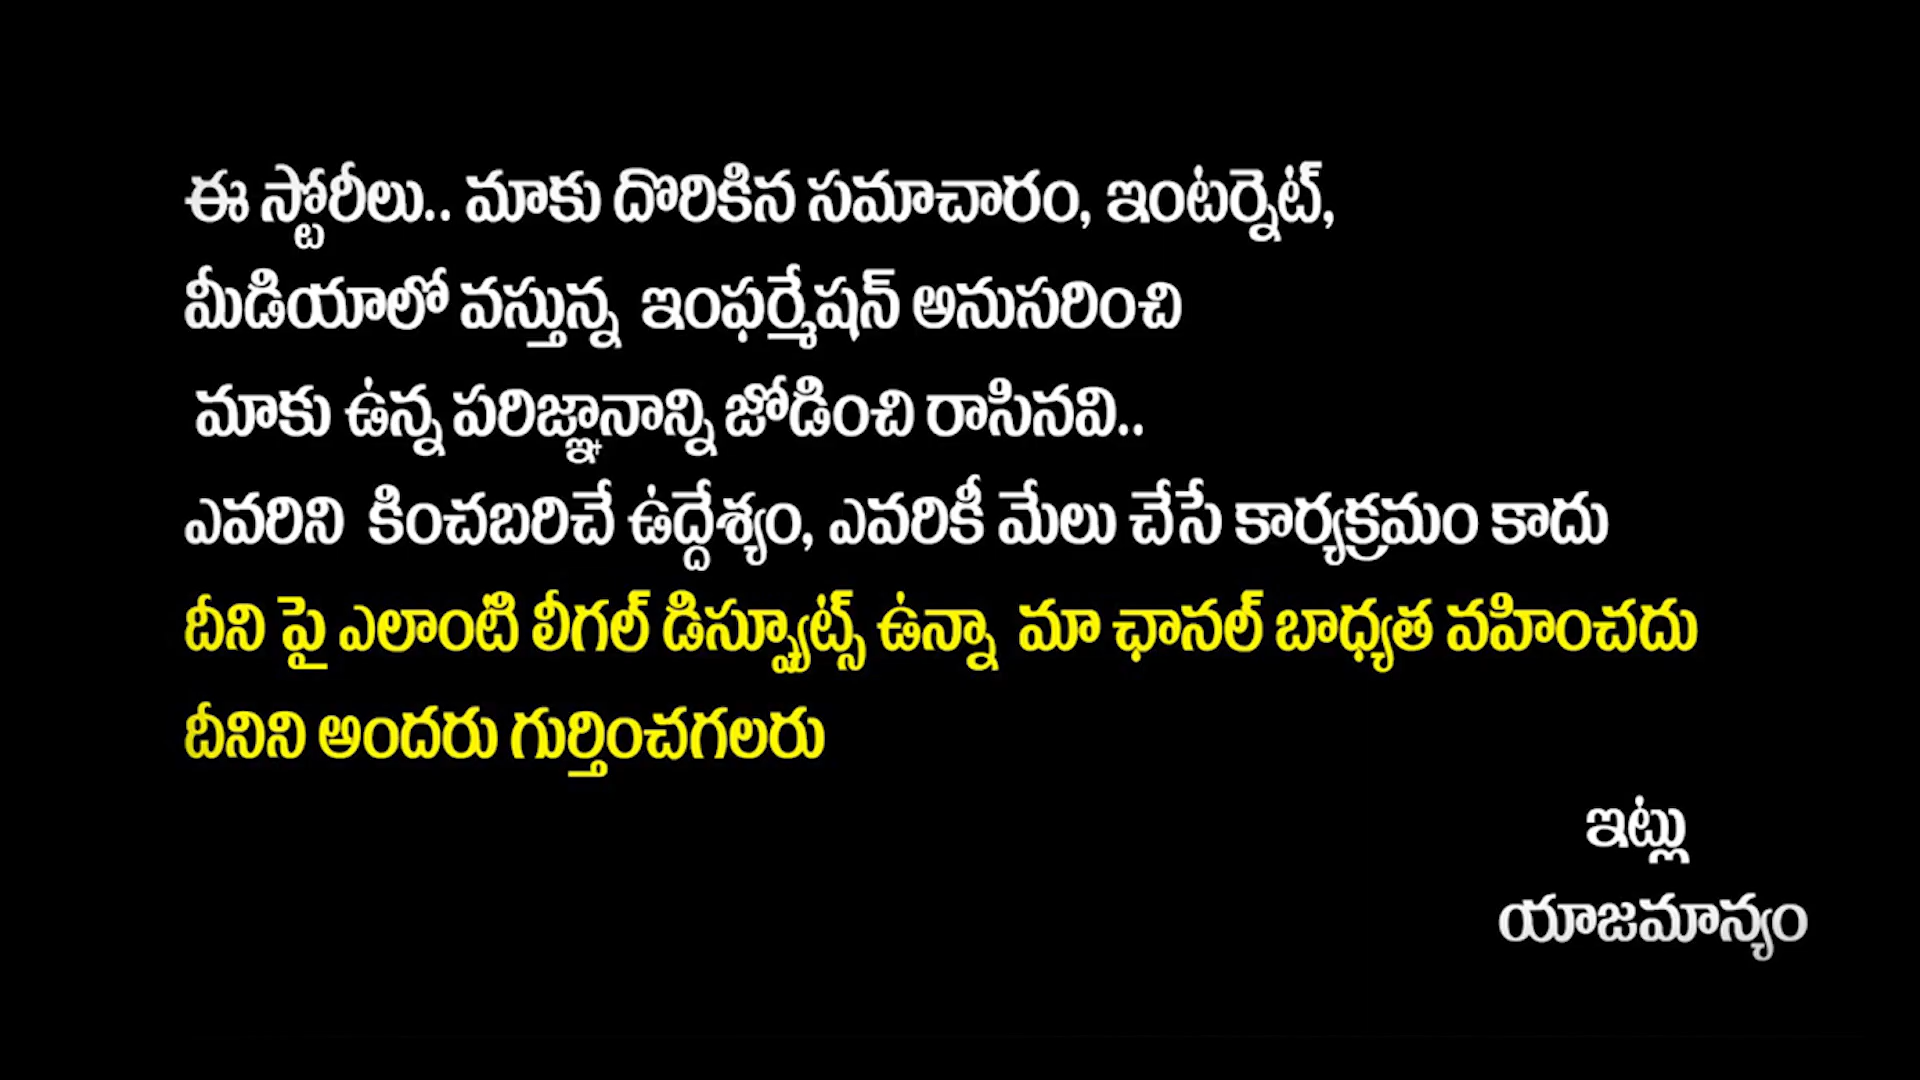 ఈ స్టోరీలు.. మాకు దొరికిన సమాచారం, ఇంటర్నెట్,
మీడియాలో వస్తున్న ఇంఫర్మేషన్ అనుసరించి
మాకు ఉన్న పరిజ్ఞానాన్ని జోడించి రాసినవి..
ఎవరిని కించబరిచే ఉద్దేశ్యం, ఎవరికీ మేలు చేసే కార్యక్రమం కాదు
దీని పై ఎలాంటి లీగల్ డిస్ప్యూట్స్ ఉన్నా మా ఛానల్ బాధ్యత వహించదు
దీనిని అందరు గుర్తించగలరు
ఇట్లు
యాజమాన్యం